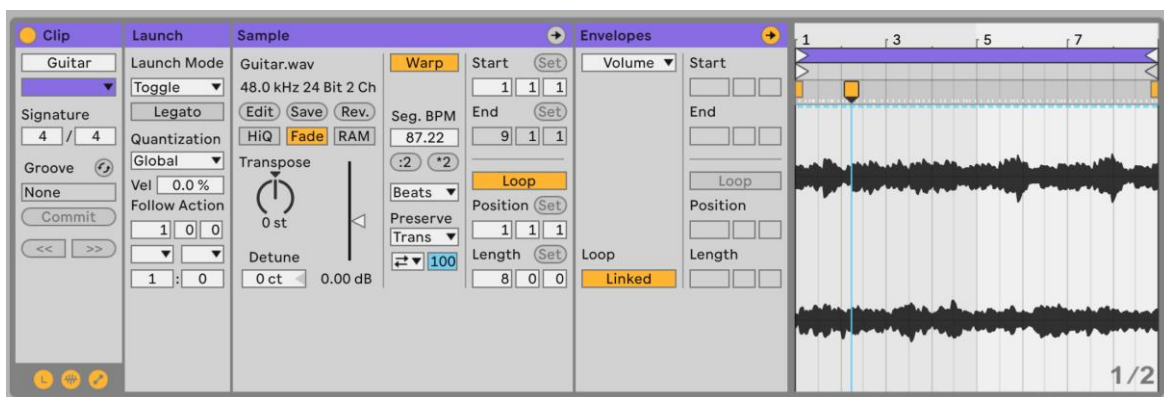 Clip
Guitar
Signature
4 / 4
Groove
None
Commit
<< >>
L
Launch
Launch Mode
Toggle
Legato
Quantization
Global
Vel 0.0 %
Follow Action
1 0 0
1 : 0
Sample
Guitar.wav
48.0 kHz 24 Bit 2 Ch
Edit Save Rev.
HiQ Fade RAM
Transpose
0 st
Detune
0 ct 0.00 dB
Warp
Seg. BPM
87.22
:2 *2
Beats
Preserve
Trans
100
Start Set
1 1 1
End Set
9 1 1
Loop
Position Set
1 1 1
Length Set
8 0 0
Envelopes
Volume
Loop
Linked
Start
End
Loop
Position
Length
1 3 5 7
1/2